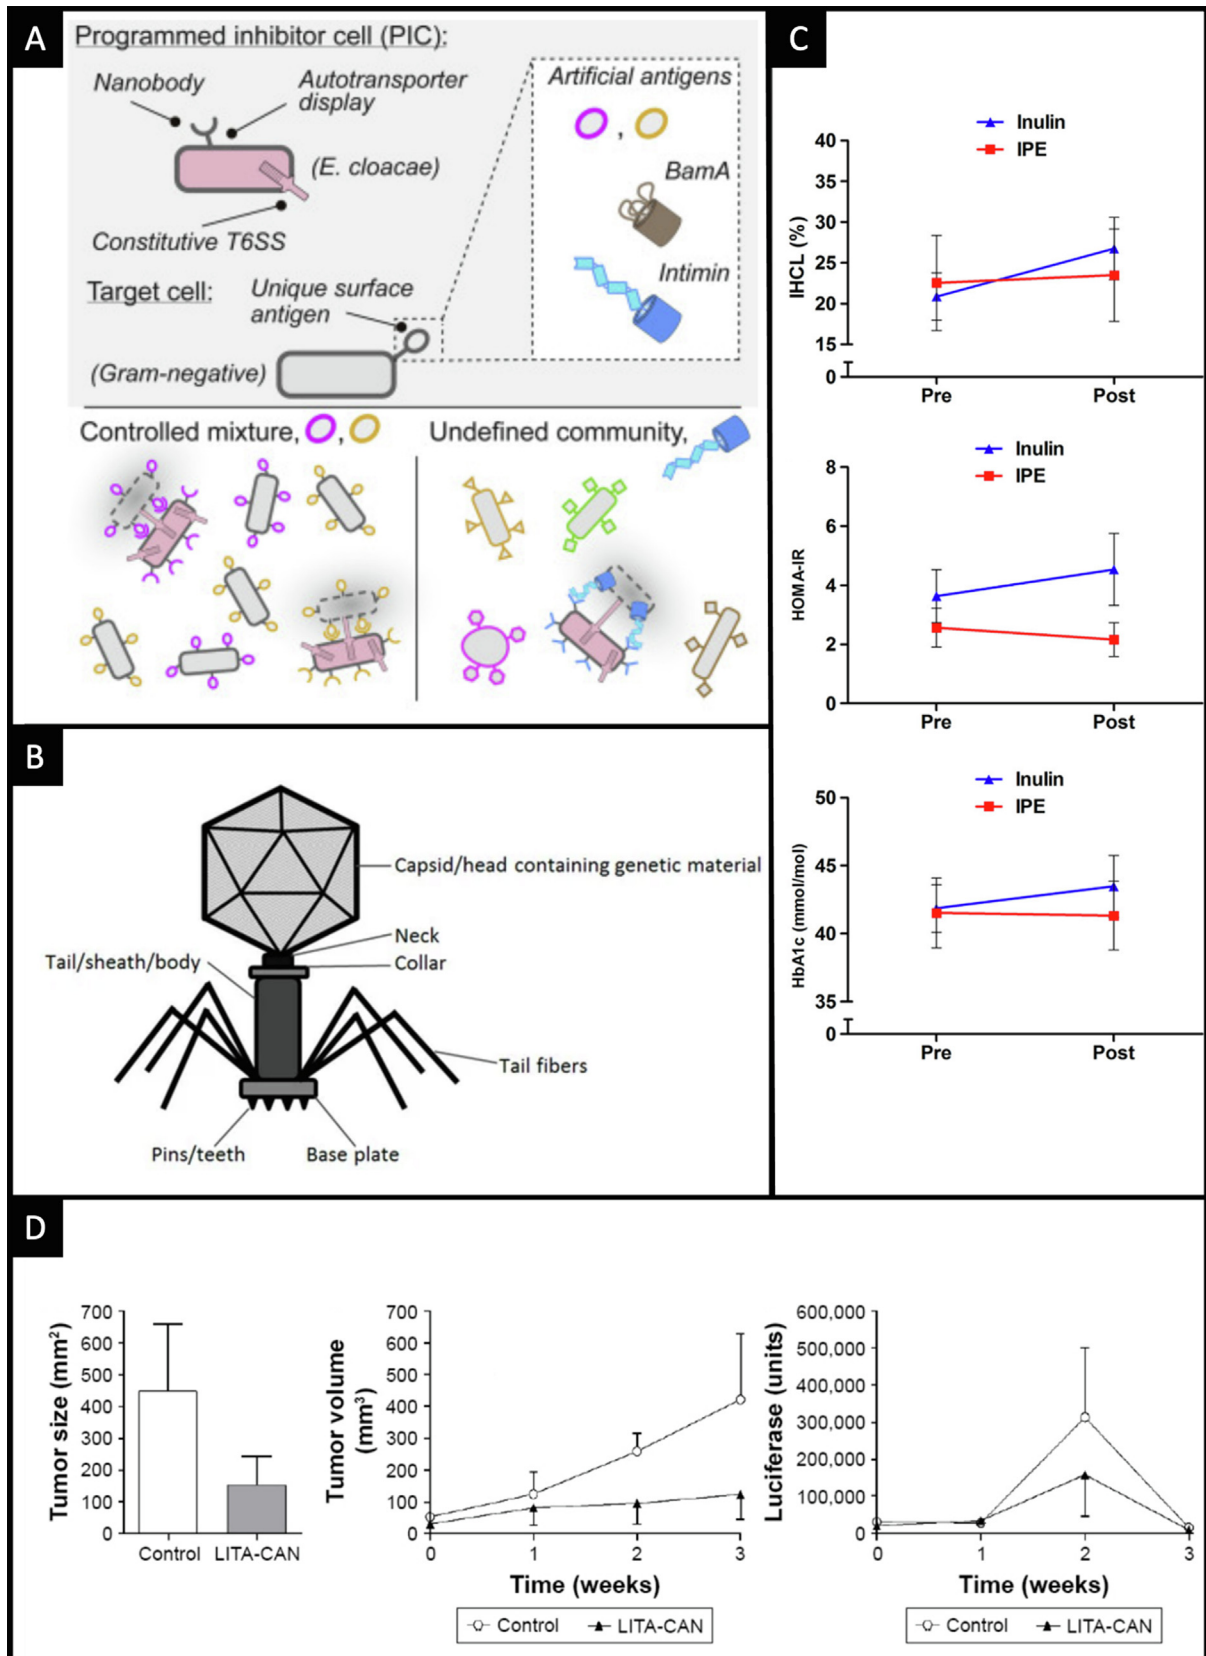 A
Programmed inhibitor cell (PIC):
Nanobody
Autotransporter
display
(E. cloacae)
Constitutive T6SS
Target cell:
Unique surface
antigen
(Gram-negative)
Artificial antigens
,
BamA
Intimin
Controlled mixture, ,
Undefined community,
B
Capsid/head containing genetic material
Neck
Collar
Tail/sheath/body
Tail fibers
Pins/teeth
Base plate
C
Inulin
IPE
IHCL (%)
40
35
30
25
20
15
0
Pre
Post
Inulin
IPE
HOMA-IR
8
6
4
2
0
Pre
Post
Inulin
IPE
HbA1c (mmol/mol)
50
45
40
35
0
Pre
Post
D
Tumor size (mm²)
700
600
500
400
300
200
100
0
Control
LITA-CAN
Tumor volume
(mm³)
700
600
500
400
300
200
100
0
0
1
2
3
Time (weeks)
Control
LITA-CAN
Luciferase (units)
600,000
500,000
400,000
300,000
200,000
100,000
0
0
1
2
3
Time (weeks)
Control
LITA-CAN